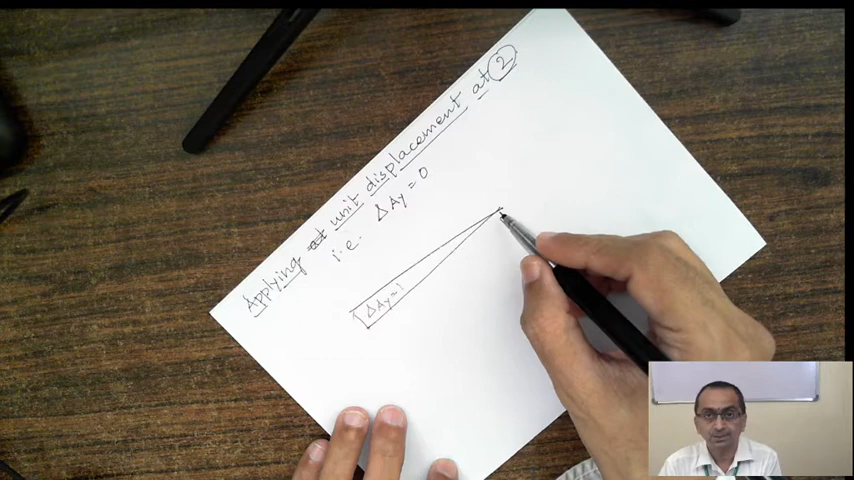 Applying at unit displacement at 2
i.e. ΔAy = 0
ΔAy=1